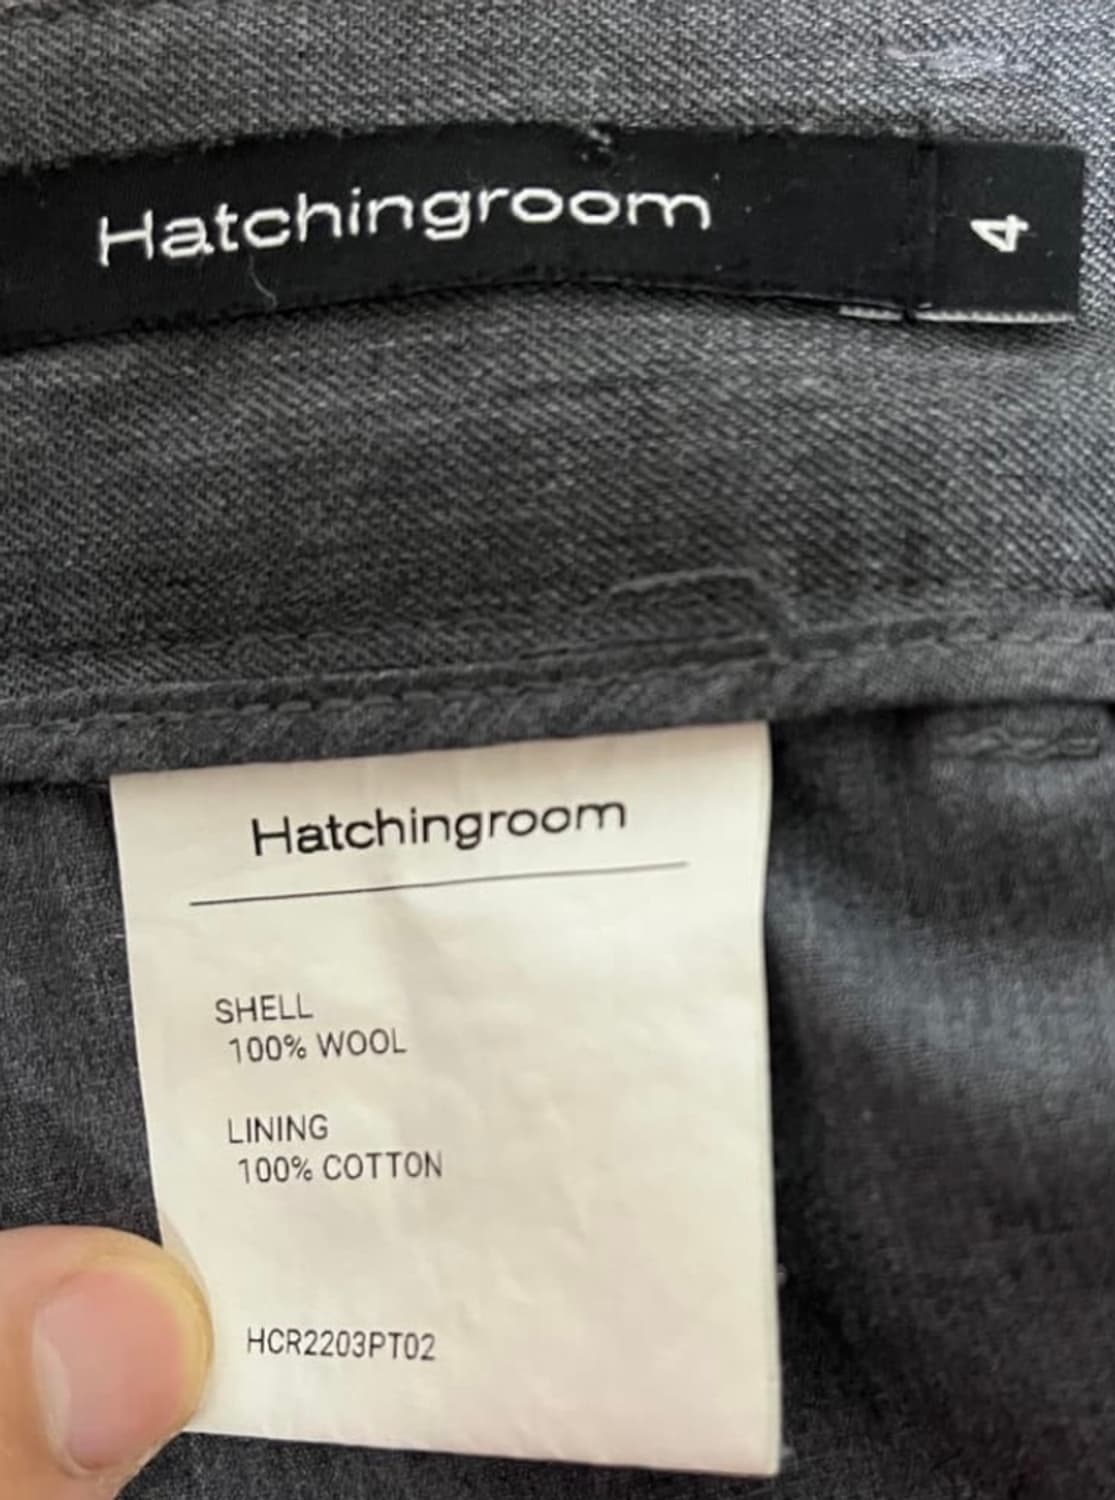 Hatchingroom
4
Hatchingroom
SHELL
100% WOOL
LINING
100% COTTON
HCR2203PT02